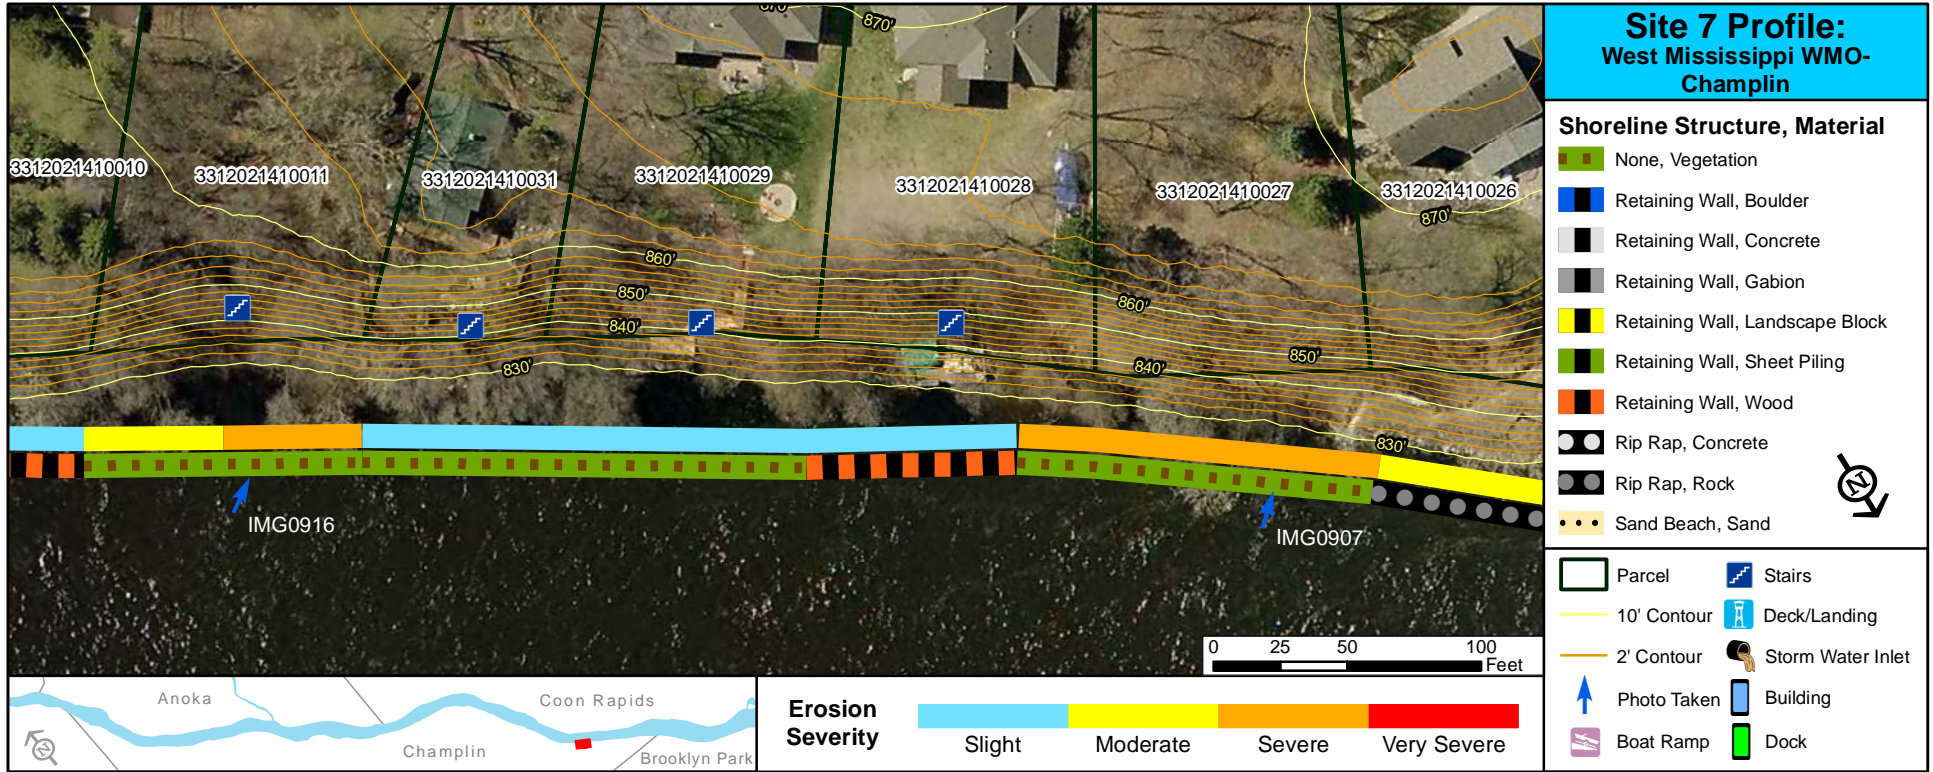 Site 7 Profile:
West Mississippi WMO-
Champlin
870'
870'
3312021410010
3312021410011
3312021410031
3312021410029
3312021410028
3312021410027
3312021410026
870'
860'
850'
840'
830'
860'
850'
840'
830'
IMG0916
IMG0907
0 25 50 100
Feet
Shoreline Structure, Material
None, Vegetation
Retaining Wall, Boulder
Retaining Wall, Concrete
Retaining Wall, Gabion
Retaining Wall, Landscape Block
Retaining Wall, Sheet Piling
Retaining Wall, Wood
Rip Rap, Concrete
Rip Rap, Rock
Sand Beach, Sand
N
Parcel
Stairs
10' Contour
Deck/Landing
2' Contour
Storm Water Inlet
Photo Taken
Building
Boat Ramp
Dock
Anoka
Coon Rapids
Champlin
Brooklyn Park
N
Erosion
Severity
Slight
Moderate
Severe
Very Severe